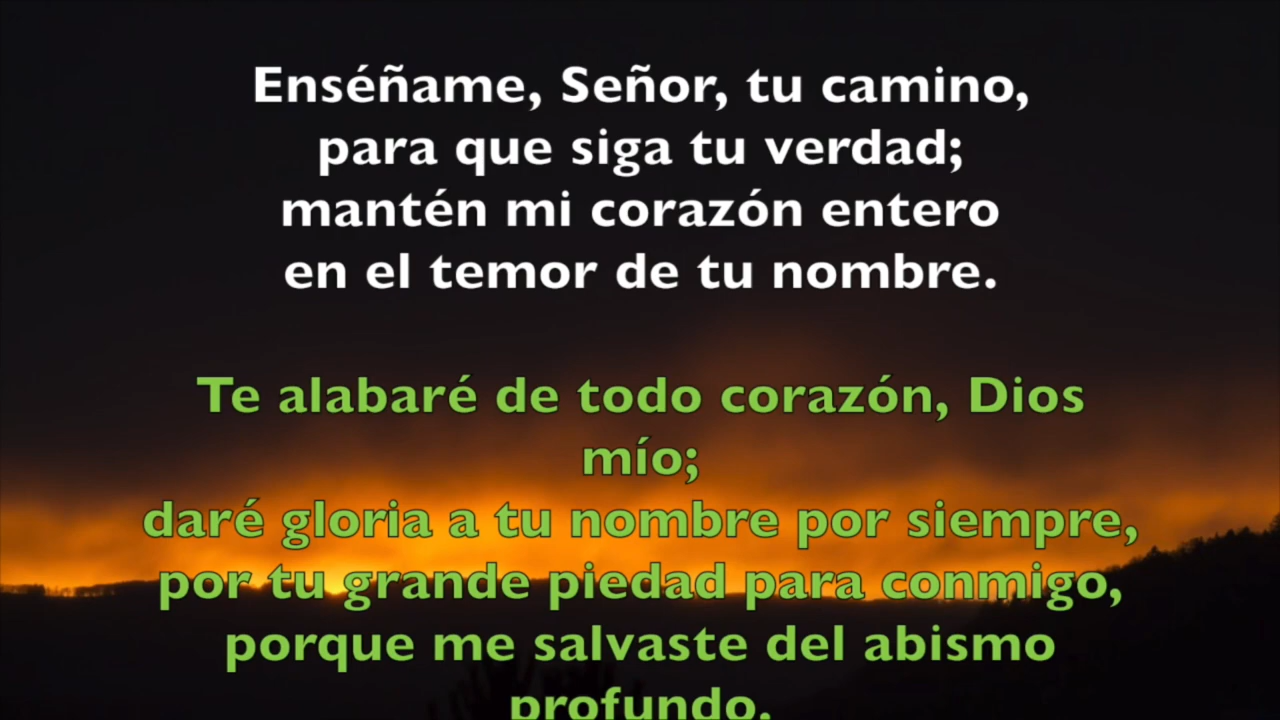 Enséñame, Señor, tu camino,
para que siga tu verdad;
mantén mi corazón entero
en el temor de tu nombre.
Te alabaré de todo corazón, Dios
mío;
daré gloria a tu nombre por siempre,
por tu grande piedad para conmigo,
porque me salvaste del abismo
profundo.